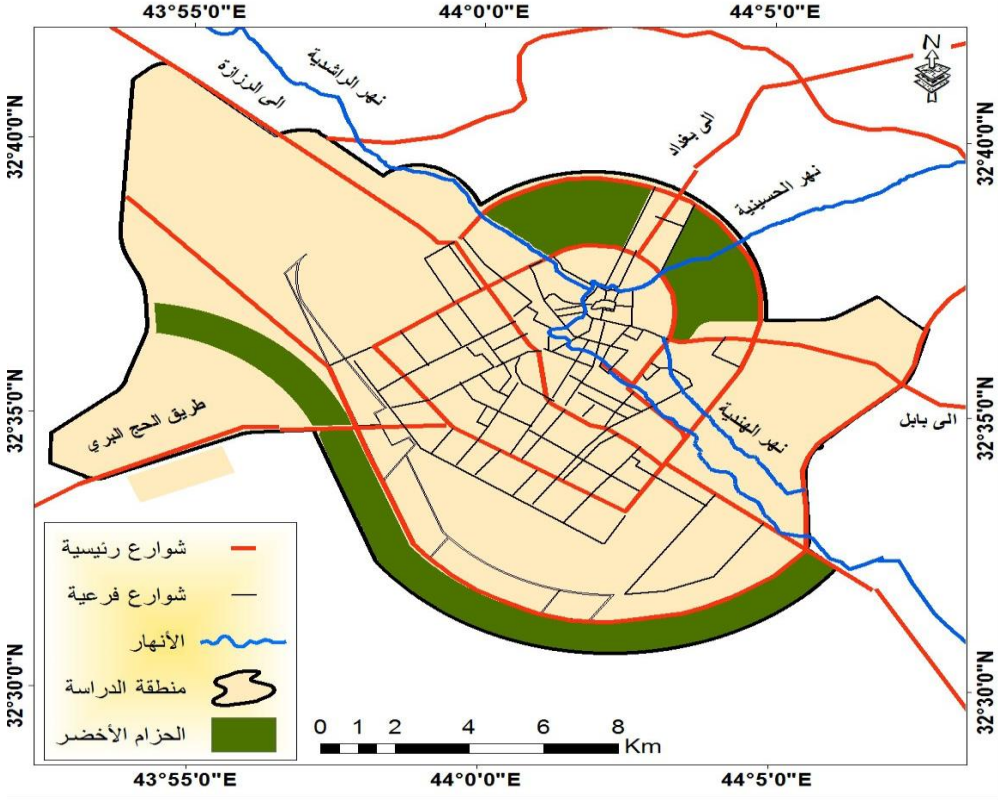 43°55'0"E
44°0'0"E
44°5'0"E
N
32°40'0"N
32°40'0"N
نهر الراشدية
الى الرزازة
الى بغداد
نهر الحسينية
32°35'0"N
32°35'0"N
طريق الحج البري
نهر الهندية
الى بابل
شوارع رئيسية
شوارع فرعية
الأنهار
منطقة الدراسة
الحزام الأخضر
32°30'0"N
32°30'0"N
0 1 2 4 6 8
Km
43°55'0"E
44°0'0"E
44°5'0"E